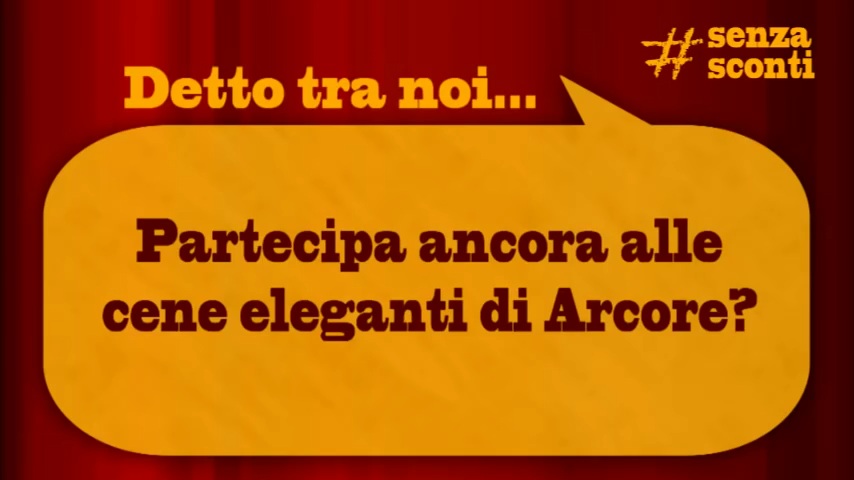 #senza
sconti
Detto tra noi...
Partecipa ancora alle
cene eleganti di Arcore?